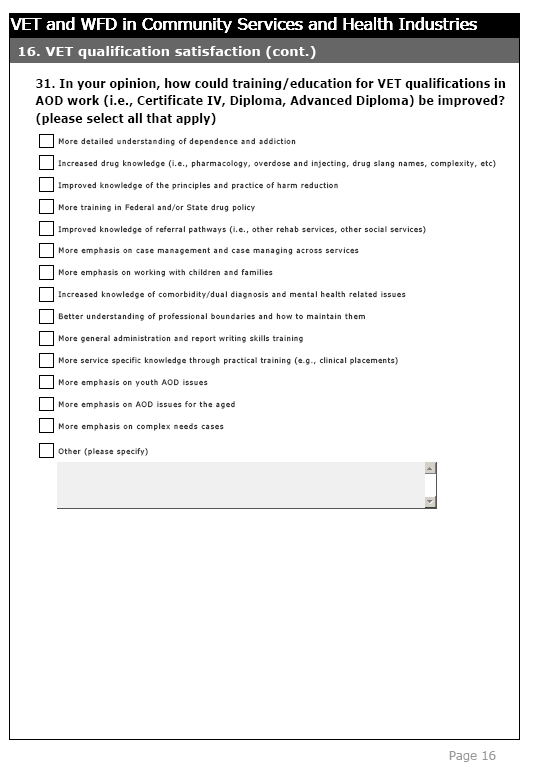 VET and WFD in Community Services and Health Industries
16. VET qualification satisfaction (cont.)
31. In your opinion, how could training/education for VET qualifications in
AOD work (i.e., Certificate IV, Diploma, Advanced Diploma) be improved?
(please select all that apply)
More detailed understanding of dependence and addiction
Increased drug knowledge (i.e., pharmacology, overdose and injecting, drug slang names, complexity, etc)
Improved knowledge of the principles and practice of harm reduction
More training in Federal and/or State drug policy
Improved knowledge of referral pathways (i.e., other rehab services, other social services)
More emphasis on case management and case managing across services
More emphasis on working with children and families
Increased knowledge of comorbidity/dual diagnosis and mental health related issues
Better understanding of professional boundaries and how to maintain them
More general administration and report writing skills training
More service specific knowledge through practical training (e.g., clinical placements)
More emphasis on youth AOD issues
More emphasis on AOD issues for the aged
More emphasis on complex needs cases
Other (please specify)
Page 16